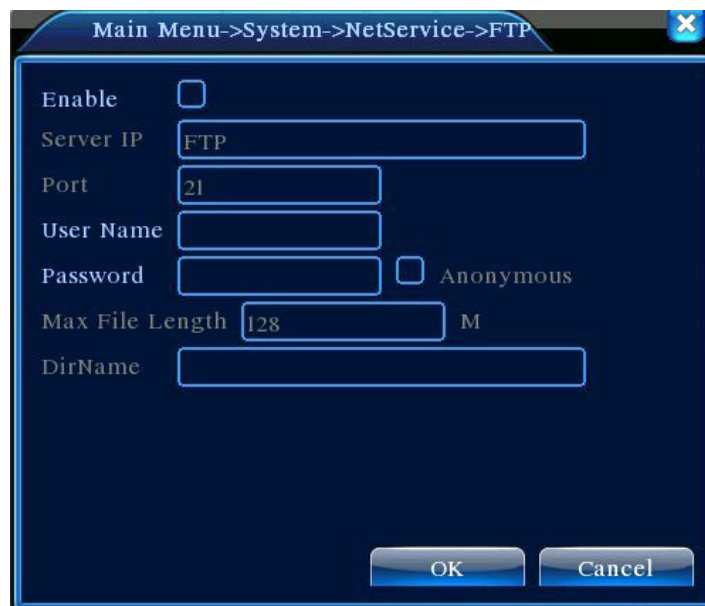 Main Menu->System->NetService->FTP
Enable
Server IP FTP
Port 21
User Name
Password Anonymous
Max File Length 128 M
DirName
OK Cancel